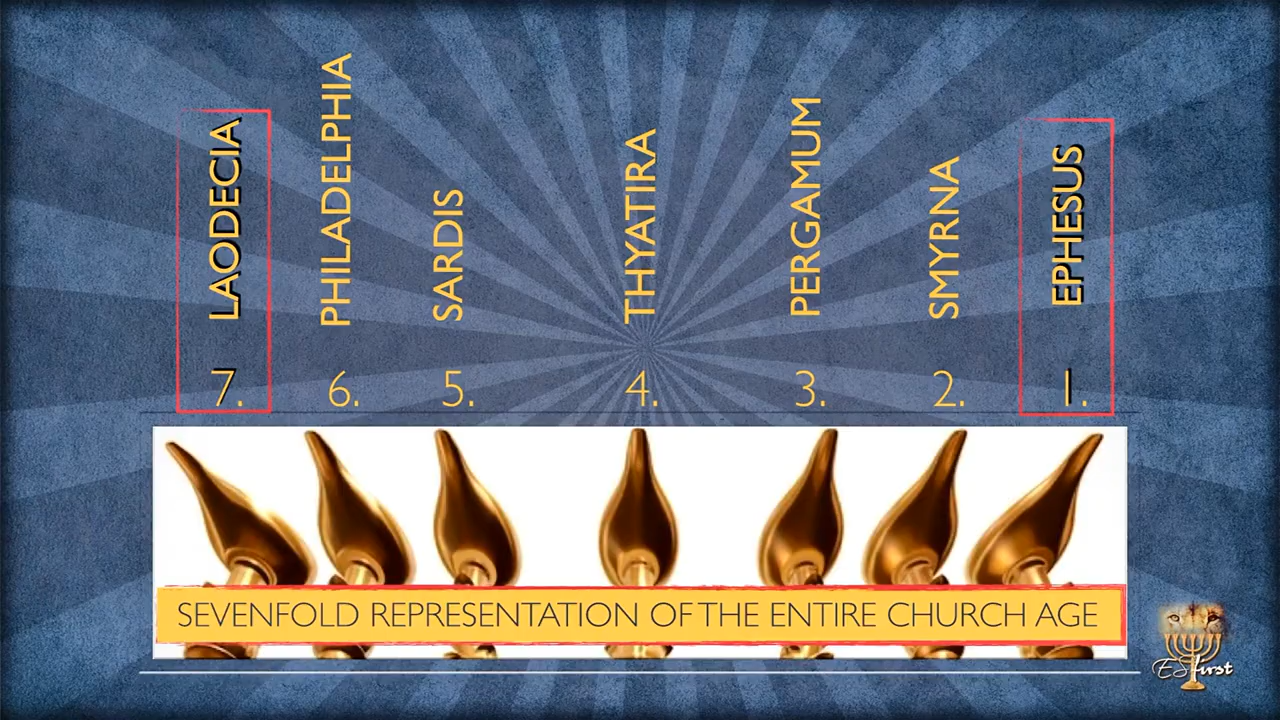 LAODECIA
PHILADELPHIA
SARDIS
THYATIRA
PERGAMUM
SMYRNA
EPHESUS
7.
6.
5.
4.
3.
2.
1.
SEVENFOLD REPRESENTATION OF THE ENTIRE CHURCH AGE